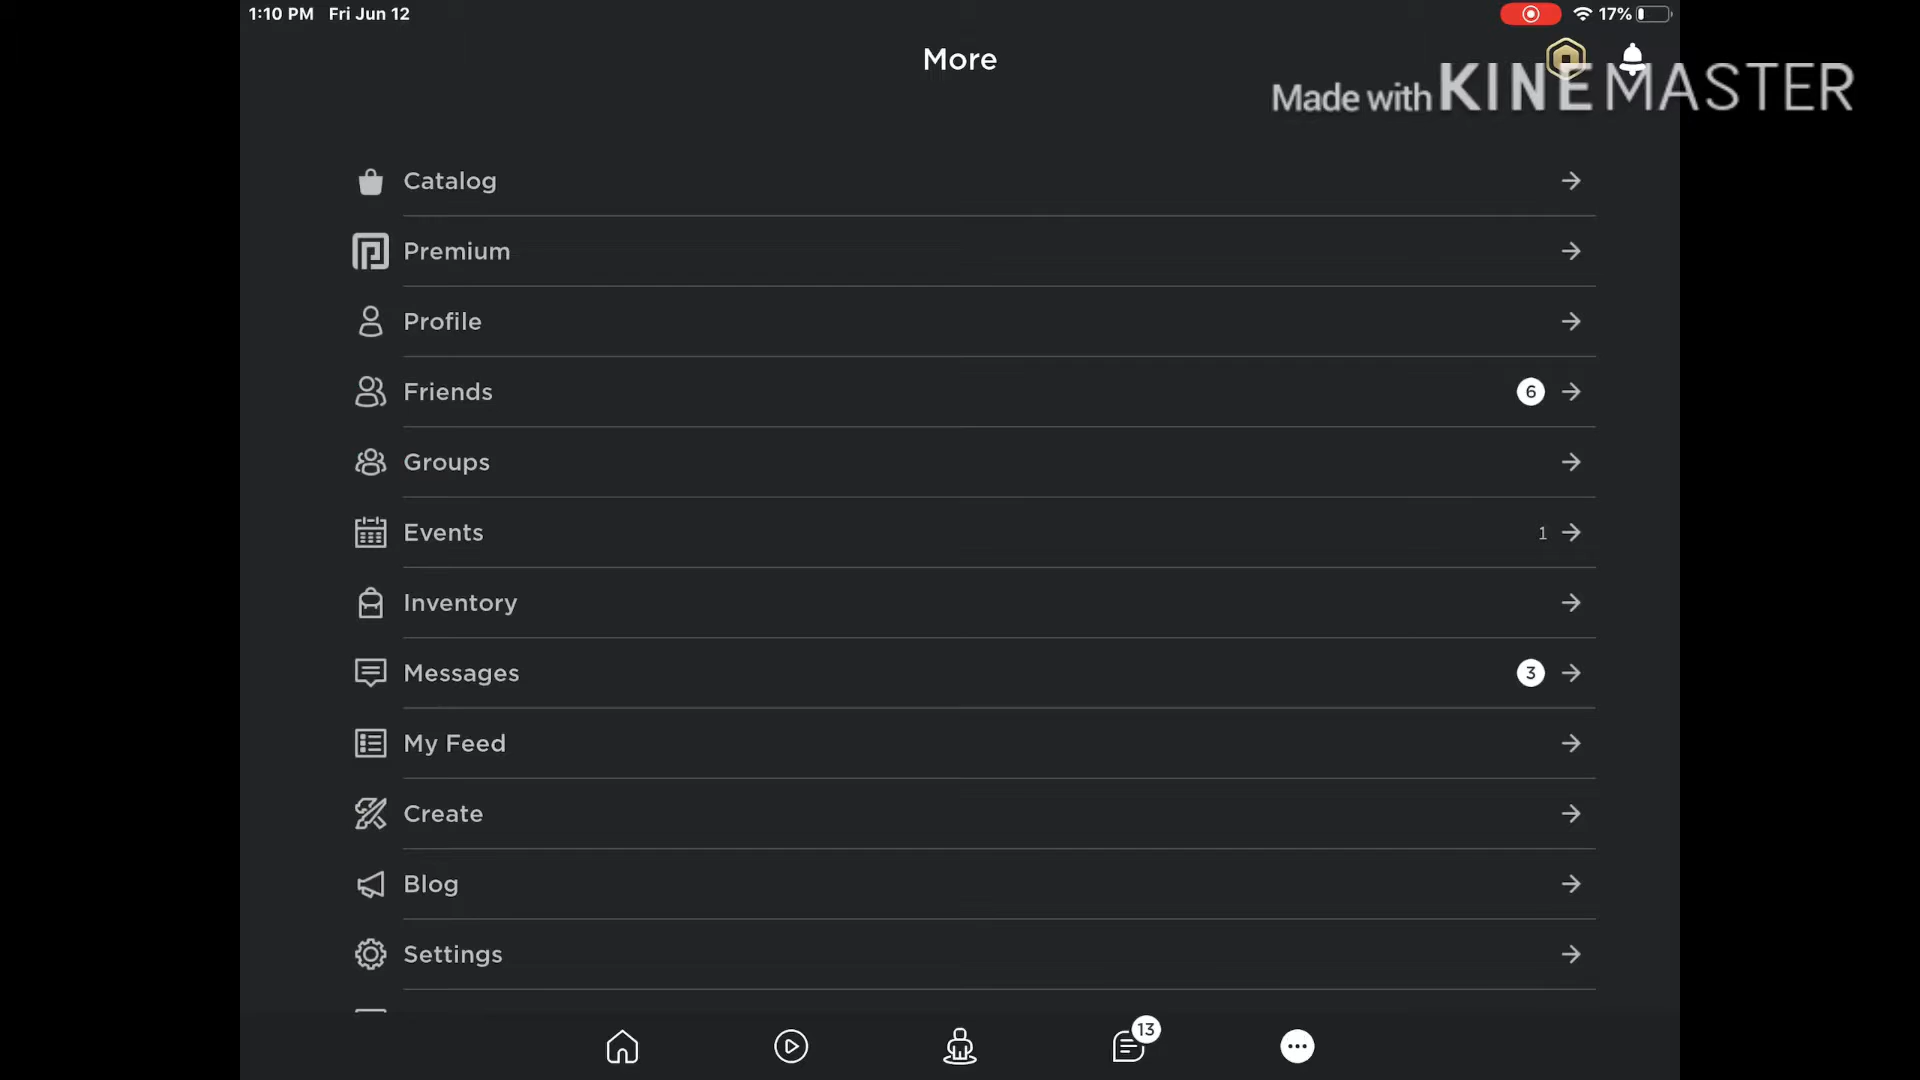 1:10 PM Fri Jun 12
17%
More
Made with KINEMASTER
Catalog
Premium
Profile
Friends 6
Groups
Events 1
Inventory
Messages 3
My Feed
Create
Blog
Settings
13